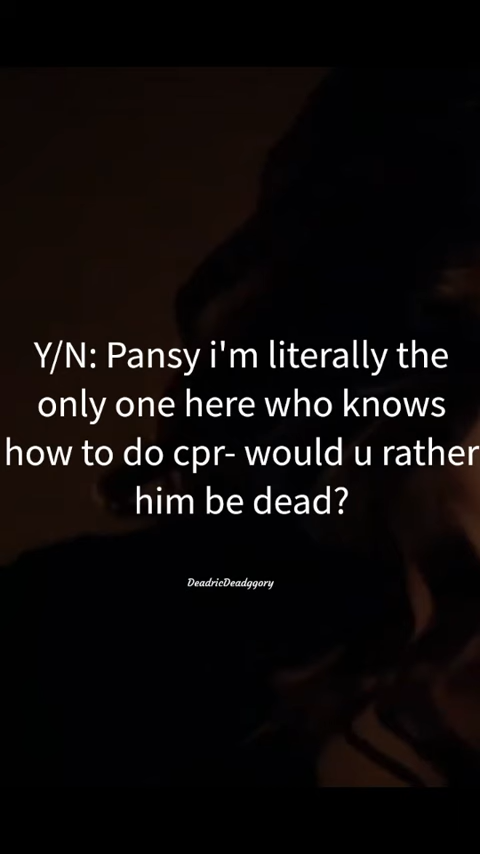 Y/N: Pansy i'm literally the
only one here who knows
how to do cpr- would u rather
him be dead?
DeadricDeadggory